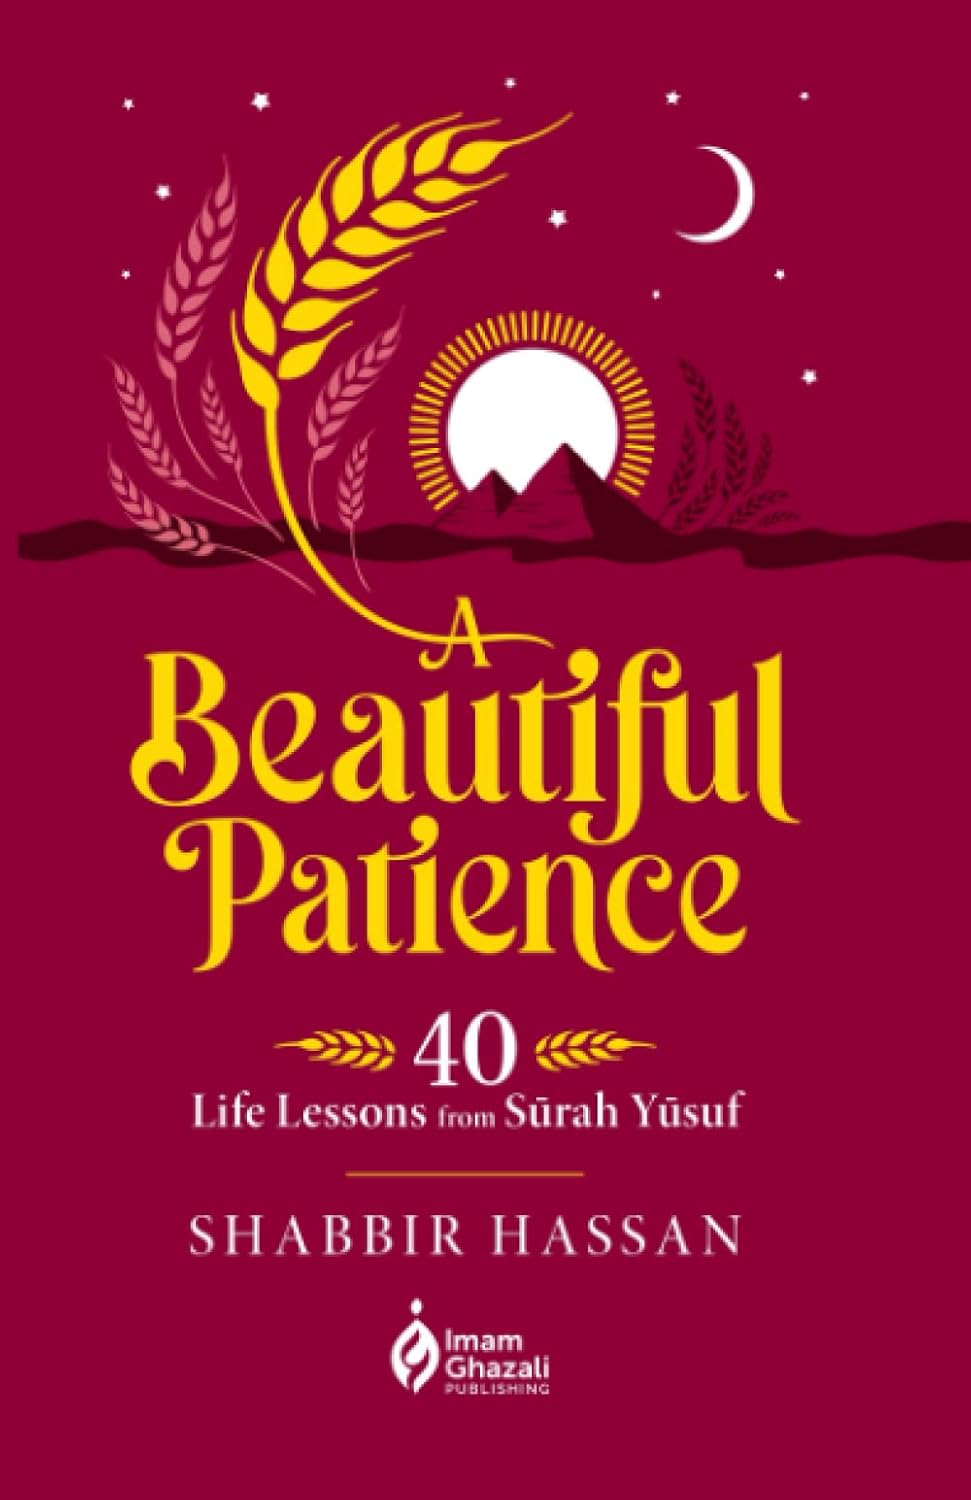 A
Beautiful
Patience
40
Life Lessons from Sūrah Yūsuf
SHABBIR HASSAN
Imam
Ghazali
PUBLISHING